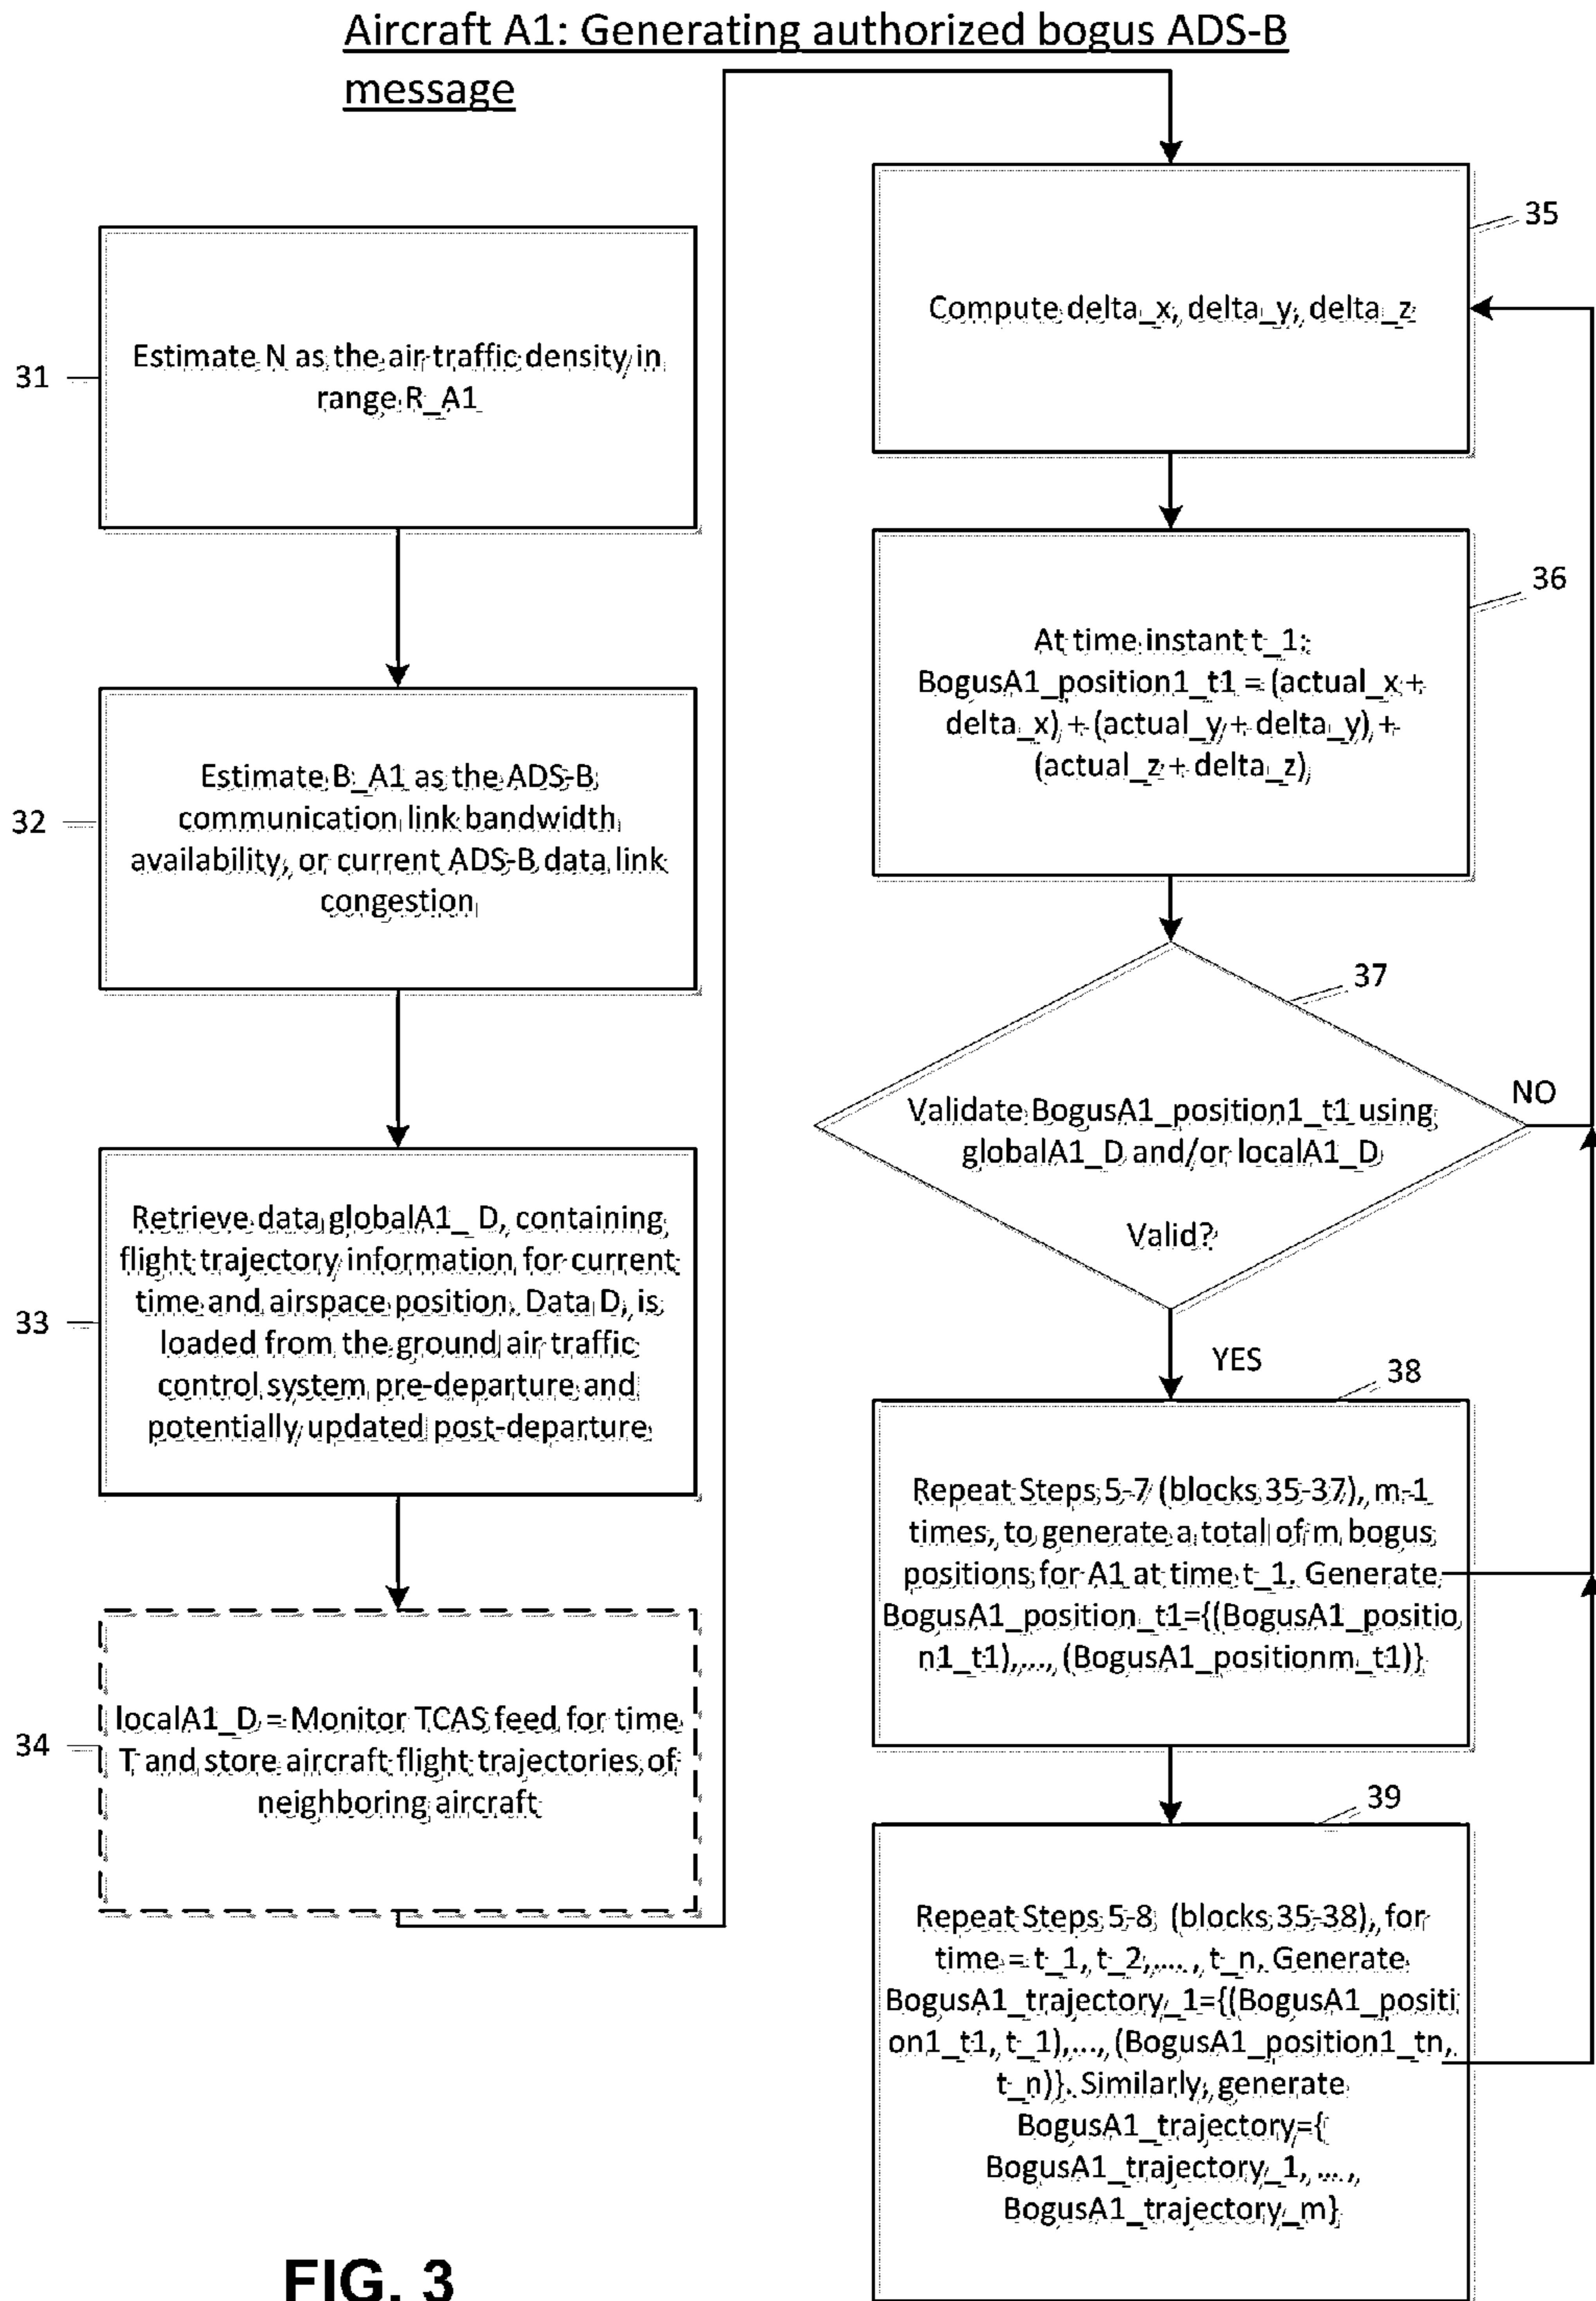 Aircraft A1: Generating authorized bogus ADS-B
message
31
Estimate N as the air traffic density in
range R_A1
32
Estimate B_A1 as the ADS-B
communication link bandwidth
availability, or current ADS-B data link
congestion
33
Retrieve data globalA1_ D, containing
flight trajectory information for current
time and airspace position. Data D, is
loaded from the ground air traffic
control system pre-departure and
potentially updated post-departure
34
localA1_D = Monitor TCAS feed for time
T and store aircraft flight trajectories of
neighboring aircraft
35
Compute delta_x, delta_y, delta_z
36
At time instant t_1:
BogusA1_position1_t1 = (actual_x +
delta_x) + (actual_y + delta_y) +
(actual_z + delta_z)
37
Validate BogusA1_position1_t1 using
globalA1_D and/or localA1_D
Valid?
NO
YES
38
Repeat Steps 5-7 (blocks 35-37), m-1
times, to generate a total of m bogus
positions for A1 at time t_1. Generate
BogusA1_position_t1={(BogusA1_positio
n1_t1),..., (BogusA1_positionm_t1)}
39
Repeat Steps 5-8 (blocks 35-38), for
time = t_1, t_2,...., t_n. Generate
BogusA1_trajectory_1={(BogusA1_positi
on1_t1, t_1),..., (BogusA1_position1_tn,
t_n)}. Similarly, generate
BogusA1_trajectory={
BogusA1_trajectory_1, ....,
BogusA1_trajectory_m}
FIG. 3